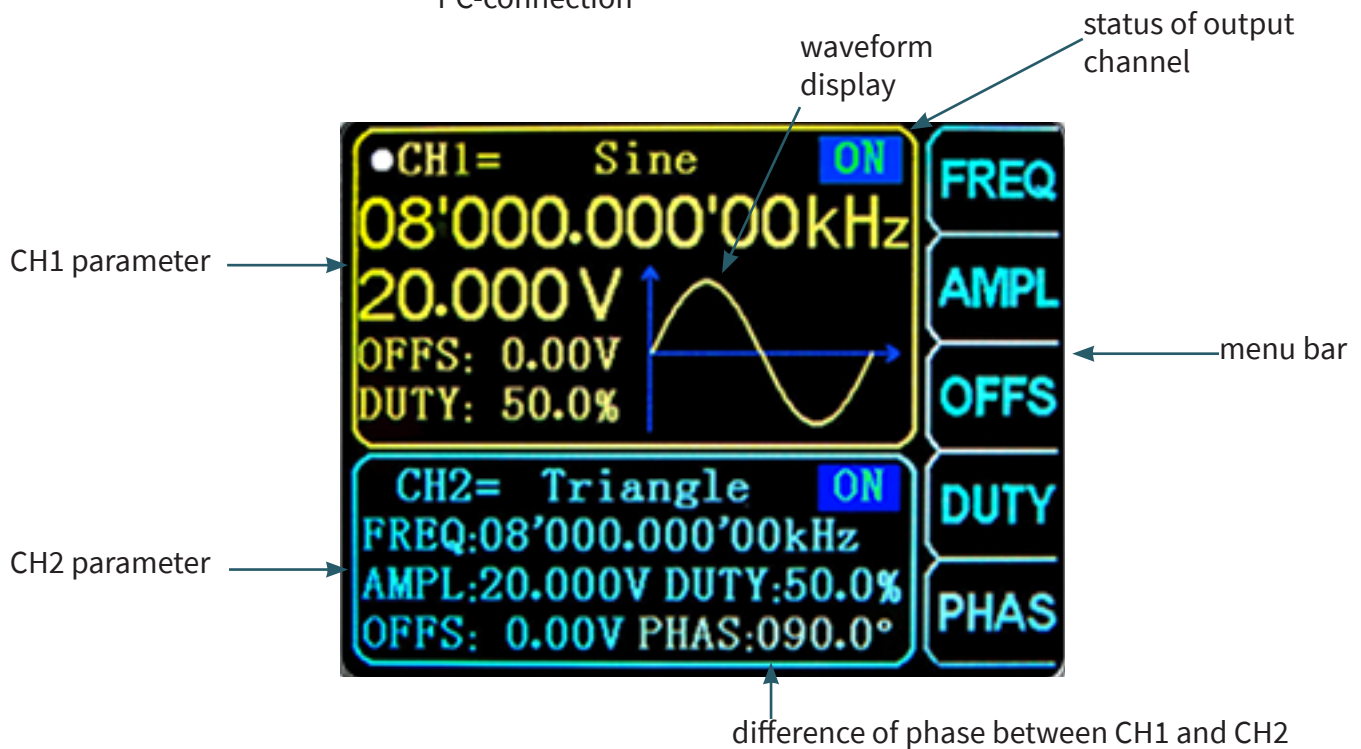 PC-connection
status of output
channel
waveform
display
●CH1= Sine ON
08'000.000'00kHz
20.000V
OFFS: 0.00V
DUTY: 50.0%
CH2= Triangle ON
FREQ:08’000.000’00kHz
AMPL:20.000V DUTY:50.0%
OFFS: 0.00V PHAS:090.0°
FREQ
AMPL
OFFS
DUTY
PHAS
CH1 parameter
menu bar
CH2 parameter
difference of phase between CH1 and CH2